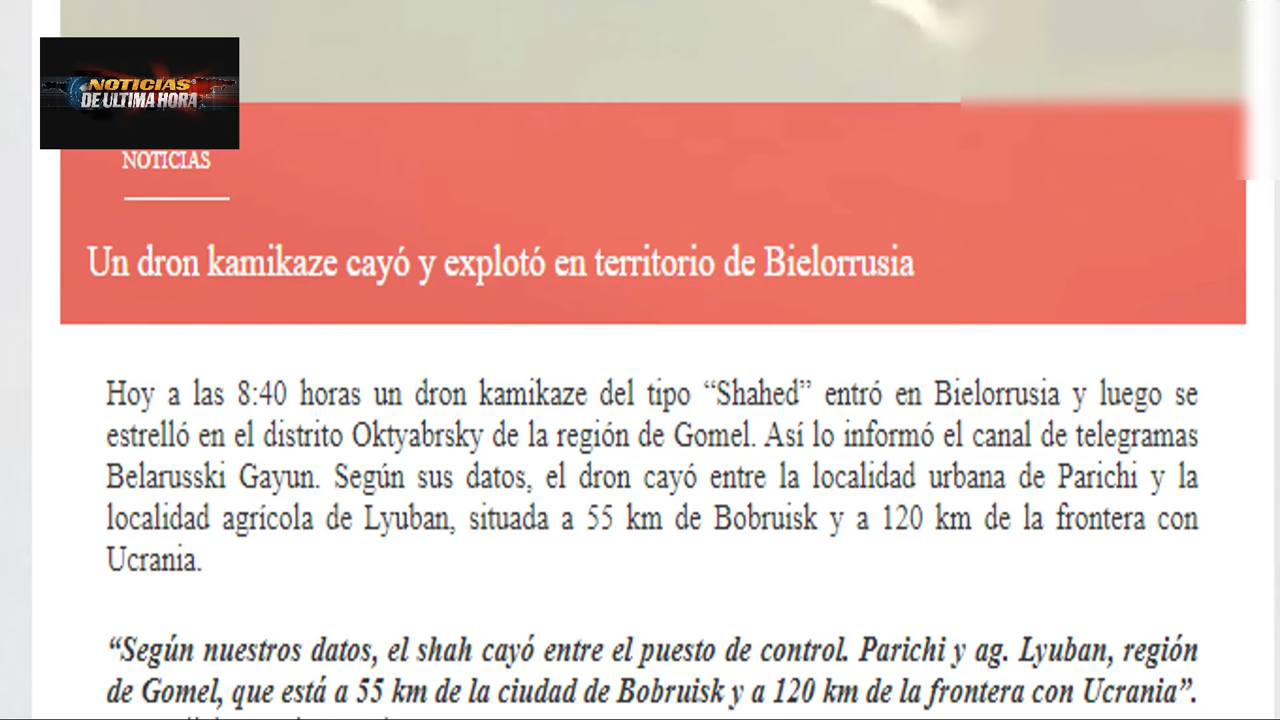 NOTICIAS
DE ULTIMA HORA
NOTICIAS
Un dron kamikaze cayó y explotó en territorio de Bielorrusia
Hoy a las 8:40 horas un dron kamikaze del tipo “Shahed” entró en Bielorrusia y luego se
estrelló en el distrito Oktyabrsky de la región de Gomel. Así lo informó el canal de telegramas
Belarusski Gayun. Según sus datos, el dron cayó entre la localidad urbana de Parichi y la
localidad agrícola de Lyuban, situada a 55 km de Bobruisk y a 120 km de la frontera con
Ucrania.
“Según nuestros datos, el shah cayó entre el puesto de control. Parichi y ag. Lyuban, región
de Gomel, que está a 55 km de la ciudad de Bobruisk y a 120 km de la frontera con Ucrania”.